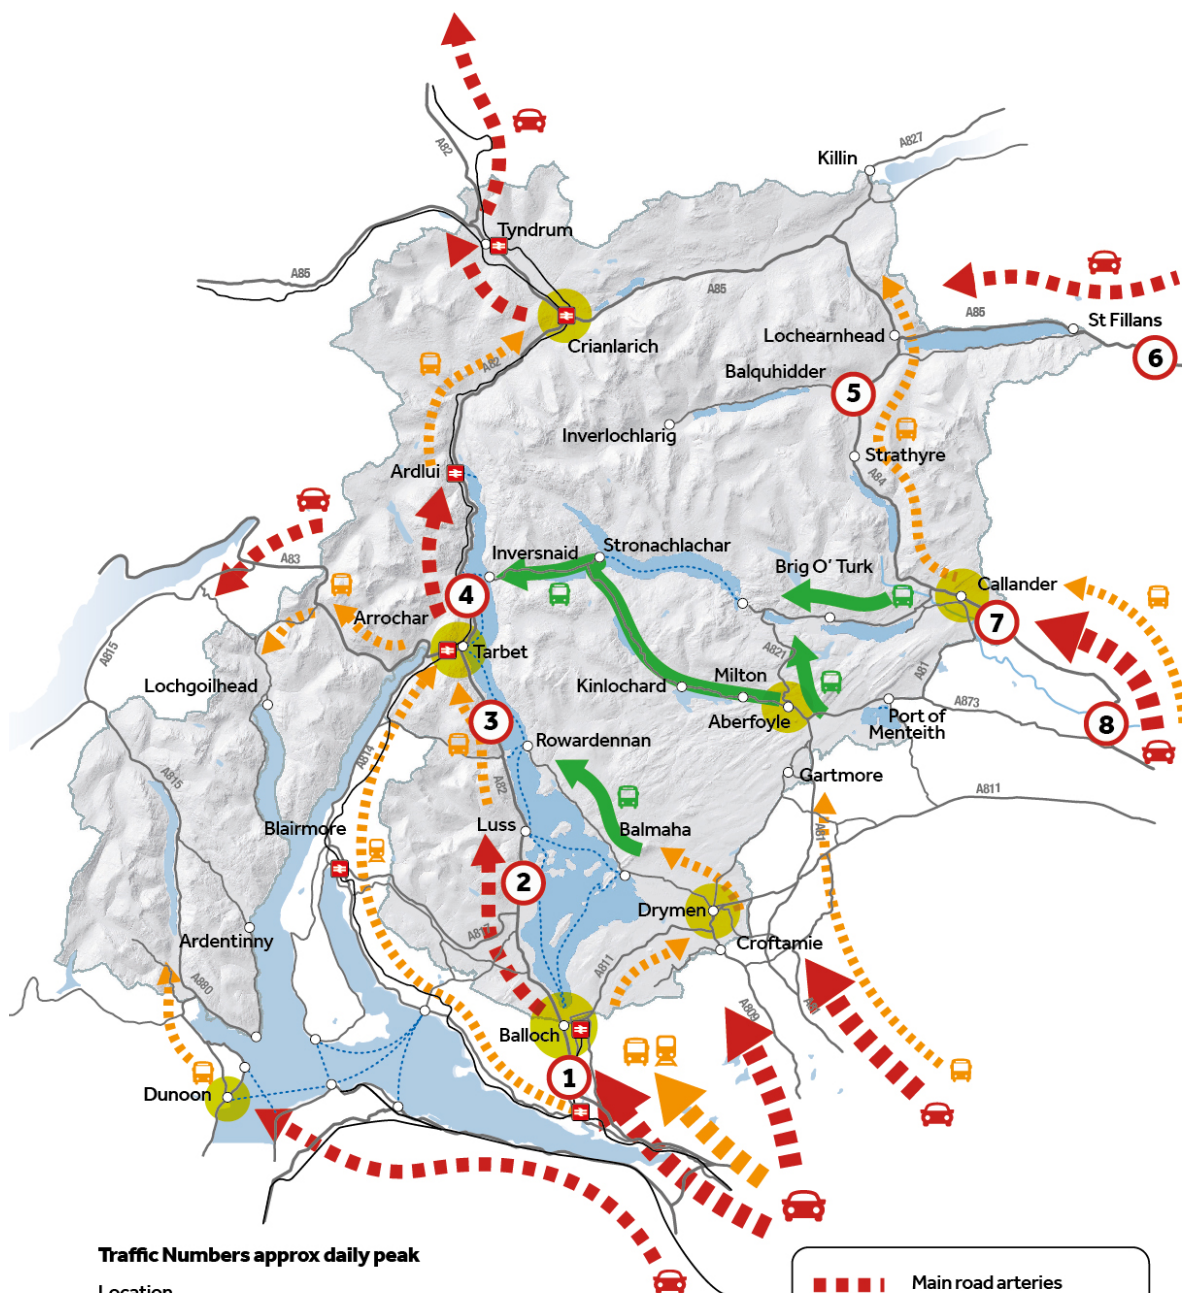 A82
A827
Killin
Tyndrum
A85
A85
A85
St Fillans
Lochearnhead
6
Crianlarich
A82
Balquhidder
5
Inverlochlarig
Strathyre
Ardlui
A84
Inversnaid
Stronachlachar
A83
Brig O' Turk
Callander
4
Arrochar
7
A815
Tarbet
A821
A81
Lochgoilhead
Kinlochard
Milton
A873
3
Aberfoyle
Port of
Menteith
8
Rowardennan
A814
A815
A82
Gartmore
A811
Luss
Blairmore
Balmaha
A81
2
Drymen
A817
Ardentinny
Croftamie
A811
A880
A809
A81
Balloch
1
Dunoon
Traffic Numbers approx daily peak
Location
Main road arteries